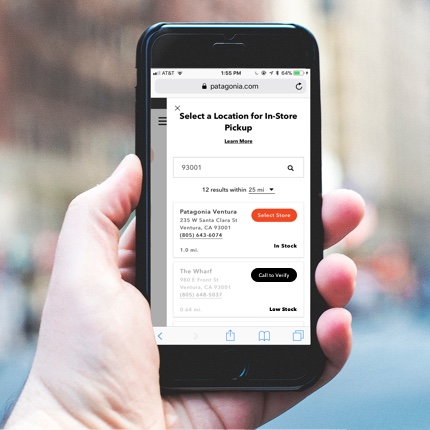 AT&T 1:55 PM 64%
patagonia.com
Select a Location for In-Store
Pickup
Learn More
93001
12 results within 25 mi
Patagonia Ventura
Select Store
235 W Santa Clara St
Ventura, CA 93001
(805) 643-6074
In Stock
1.0 mi.
The Wharf
Call to Verify
980 E Front St
Ventura, CA 93001
(805) 648-5037
Low Stock
0.64 mi.